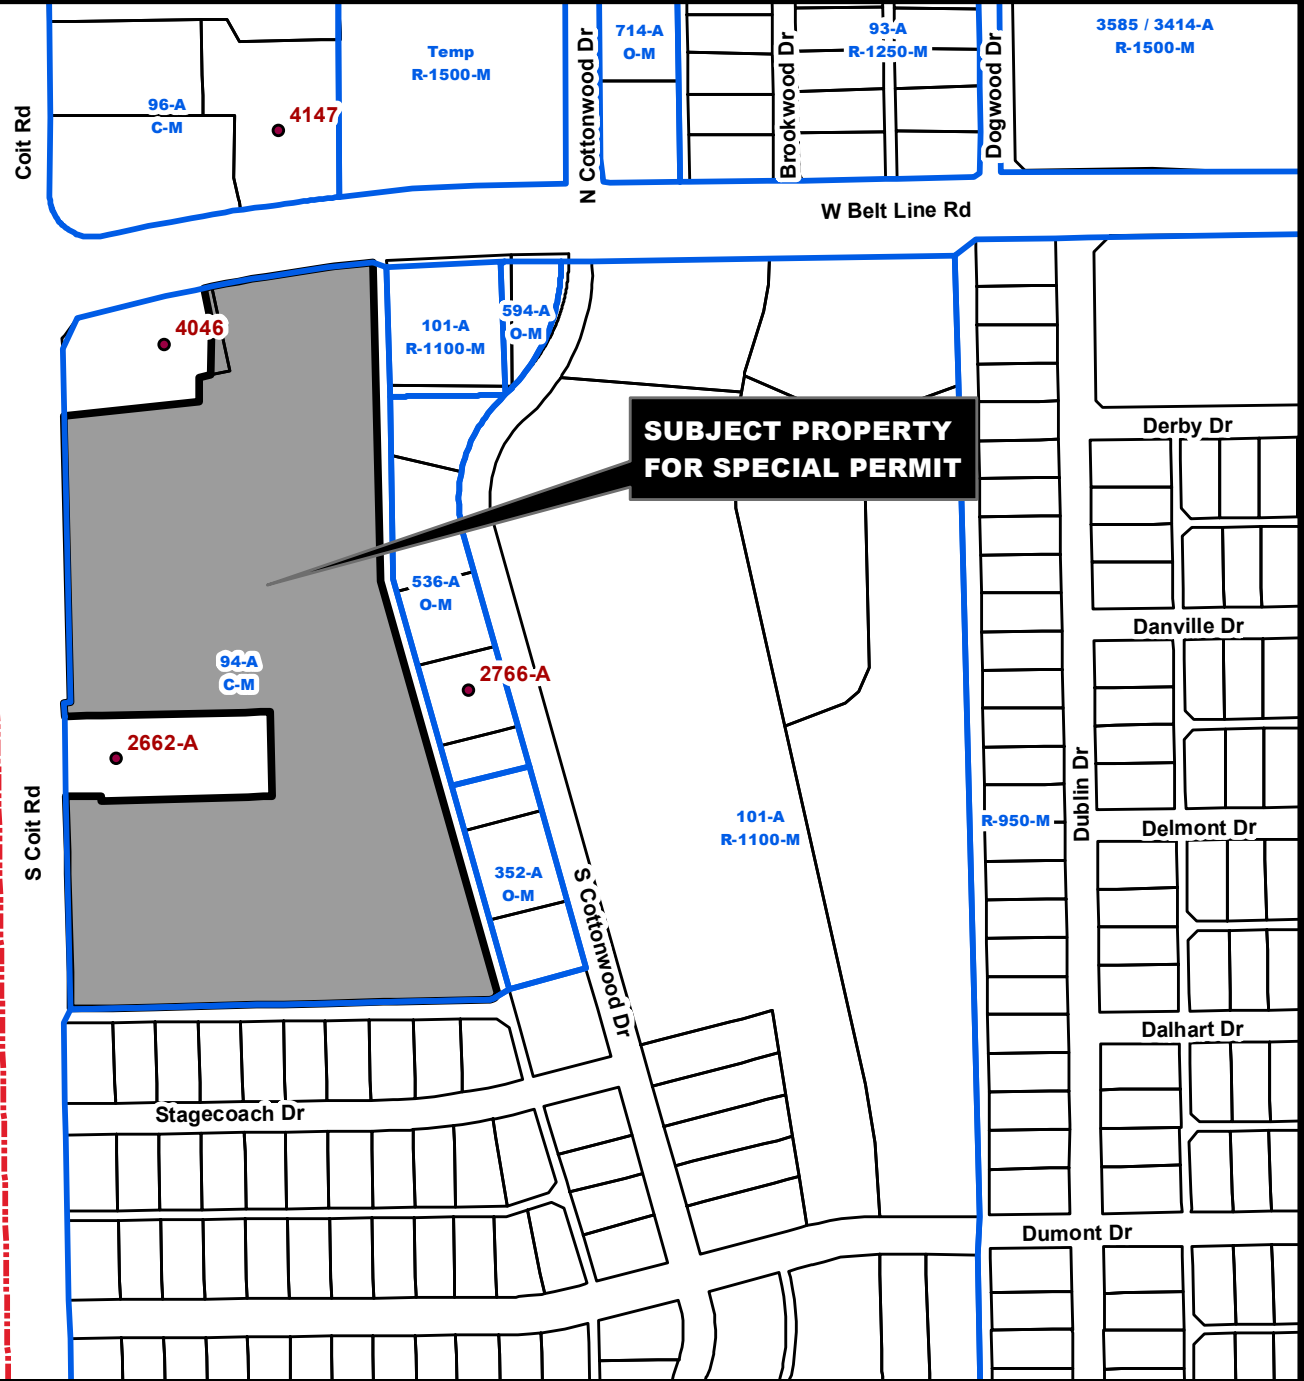 714-A
O-M
93-A
R-1250-M
3585 / 3414-A
R-1500-M
Temp
R-1500-M
96-A
C-M
4147
Coit Rd
N Cottonwood Dr
Brookwood Dr
Dogwood Dr
W Belt Line Rd
4046
101-A
R-1100-M
594-A
O-M
SUBJECT PROPERTY
FOR SPECIAL PERMIT
Derby Dr
536-A
O-M
Danville Dr
94-A
C-M
2766-A
2662-A
S Coit Rd
101-A
R-1100-M
R-950-M
Dublin Dr
Delmont Dr
352-A
O-M
S Cottonwood Dr
Dalhart Dr
Stagecoach Dr
Dumont Dr